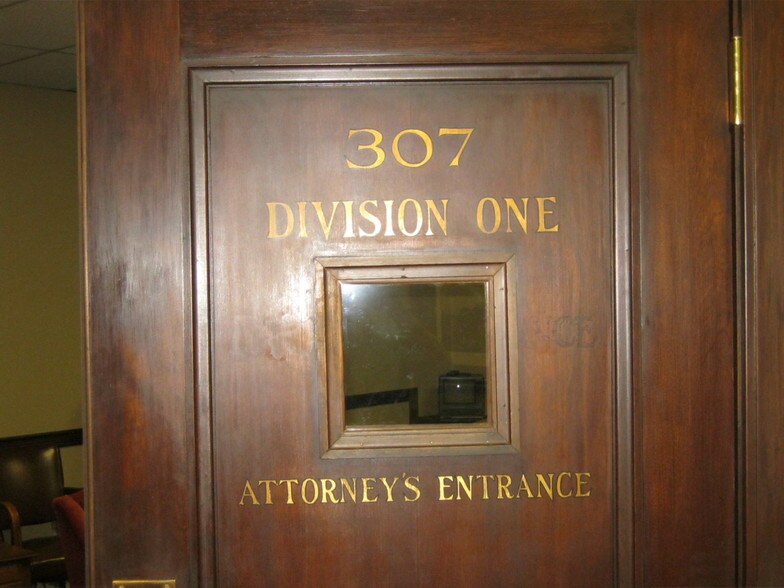 307
DIVISION ONE
ATTORNEY'S ENTRANCE